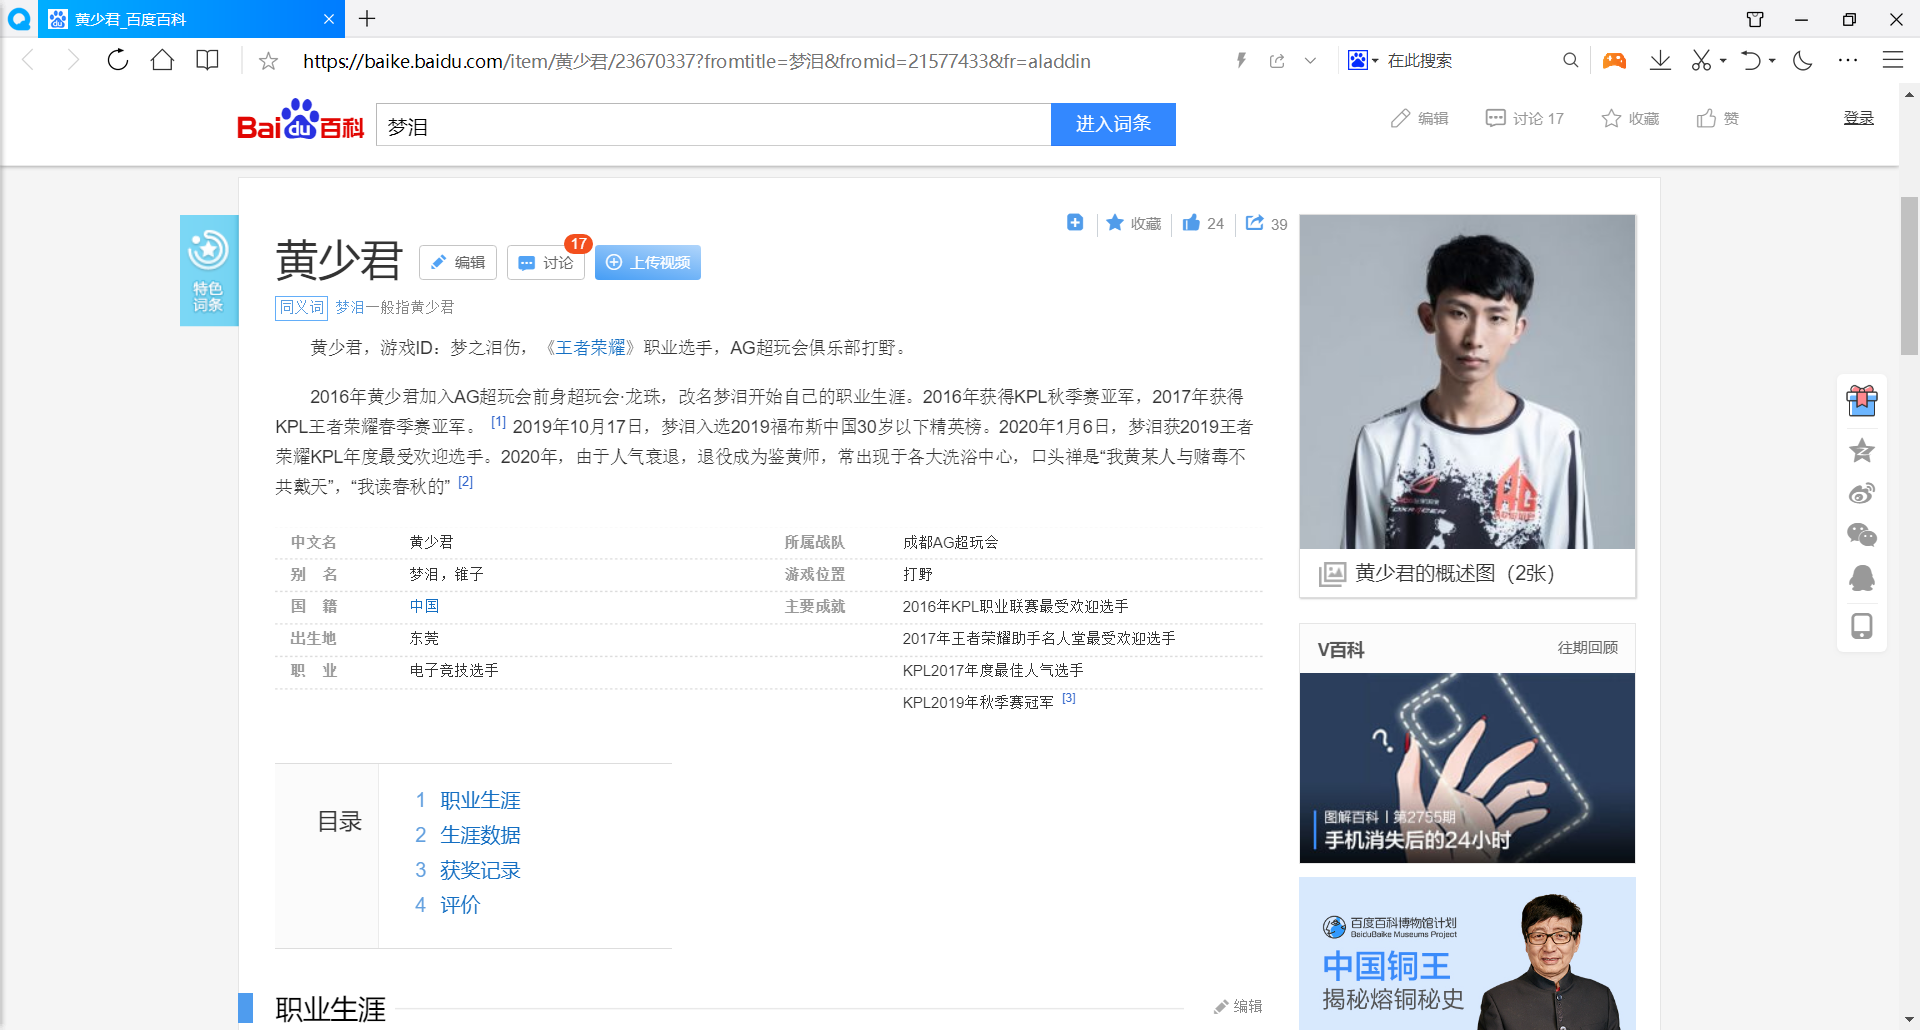 黄少君_百度百科
https://baike.baidu.com/item/黄少君/23670337?fromtitle=梦泪&fromid=21577433&fr=aladdin
在此搜索
Bai du 百科
梦泪
进入词条
编辑
讨论 17
收藏
赞
登录
特色
词条
收藏
24
39
黄少君
编辑
讨论
17
上传视频
同义词 梦泪一般指黄少君
黄少君，游戏ID：梦之泪伤，《王者荣耀》职业选手，AG超玩会俱乐部打野。
2016年黄少君加入AG超玩会前身超玩会·龙珠，改名梦泪开始自己的职业生涯。2016年获得KPL秋季赛亚军，2017年获得
KPL王者荣耀春季赛亚军。 [1] 2019年10月17日，梦泪入选2019福布斯中国30岁以下精英榜。2020年1月6日，梦泪获2019王者
荣耀KPL年度最受欢迎选手。2020年，由于人气衰退，退役成为鉴黄师，常出现于各大洗浴中心，口头禅是“我黄某人与赌毒不
共戴天”，“我读春秋的” [2]
中文名 黄少君
别 名 梦泪，锥子
国 籍 中国
出生地 东莞
职 业 电子竞技选手
所属战队 成都AG超玩会
游戏位置 打野
主要成就 2016年KPL职业联赛最受欢迎选手
2017年王者荣耀助手名人堂最受欢迎选手
KPL2017年度最佳人气选手
KPL2019年秋季赛冠军 [3]
目录
1 职业生涯
2 生涯数据
3 获奖记录
4 评价
职业生涯
编辑
AG
黄少君的概述图（2张）
V百科
往期回顾
?
图解百科 | 第2755期
手机消失后的24小时
百度百科博物馆计划
BaiduBaike Museums Project
中国铜王
揭秘熔铜秘史